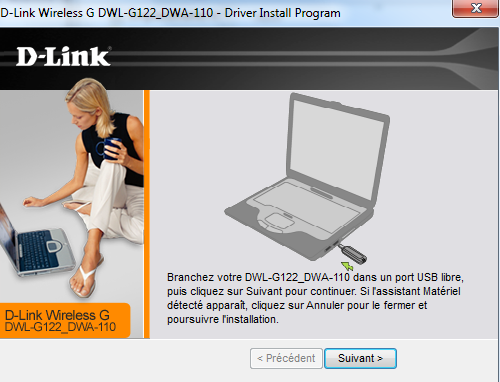 D-Link Wireless G DWL-G122_DWA-110 - Driver Install Program
D-Link®
Branchez votre DWL-G122_DWA-110 dans un port USB libre,
puis cliquez sur Suivant pour continuer. Si l'assistant Matériel
détecté apparaît, cliquez sur Annuler pour le fermer et
poursuivre l'installation.
D-Link Wireless G
DWL-G122_DWA-110
< Précédent
Suivant >